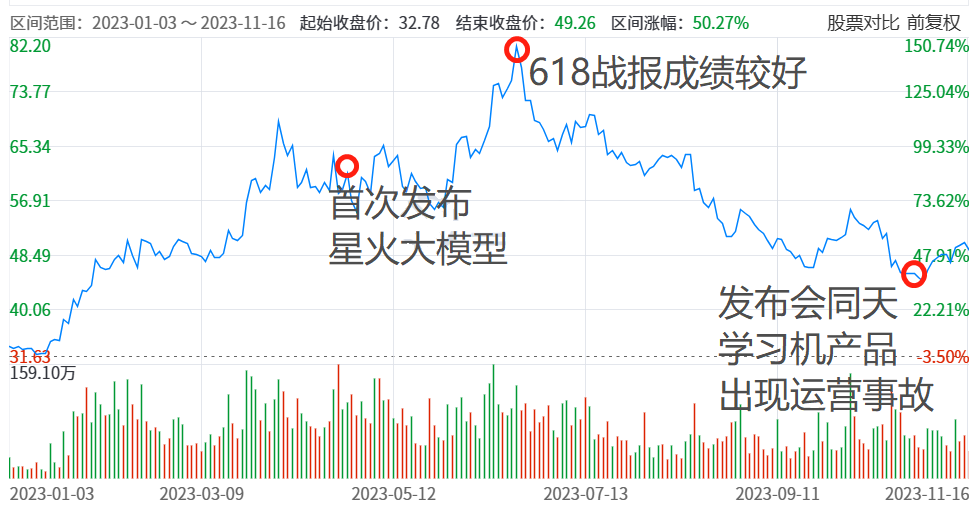 区间范围：2023-01-03 ～ 2023-11-16 起始收盘价：32.78 结束收盘价：49.26 区间涨幅：50.27% 股票对比 前复权
82.20 150.74%
618战报成绩较好
73.77 125.04%
65.34 99.33%
56.91 73.62%
首次发布
星火大模型
48.49 47.91%
发布会同天
40.06 22.21%
学习机产品
31.63 -3.50%
159.10万
出现运营事故
2023-01-03 2023-03-09 2023-05-12 2023-07-13 2023-09-11 2023-11-16